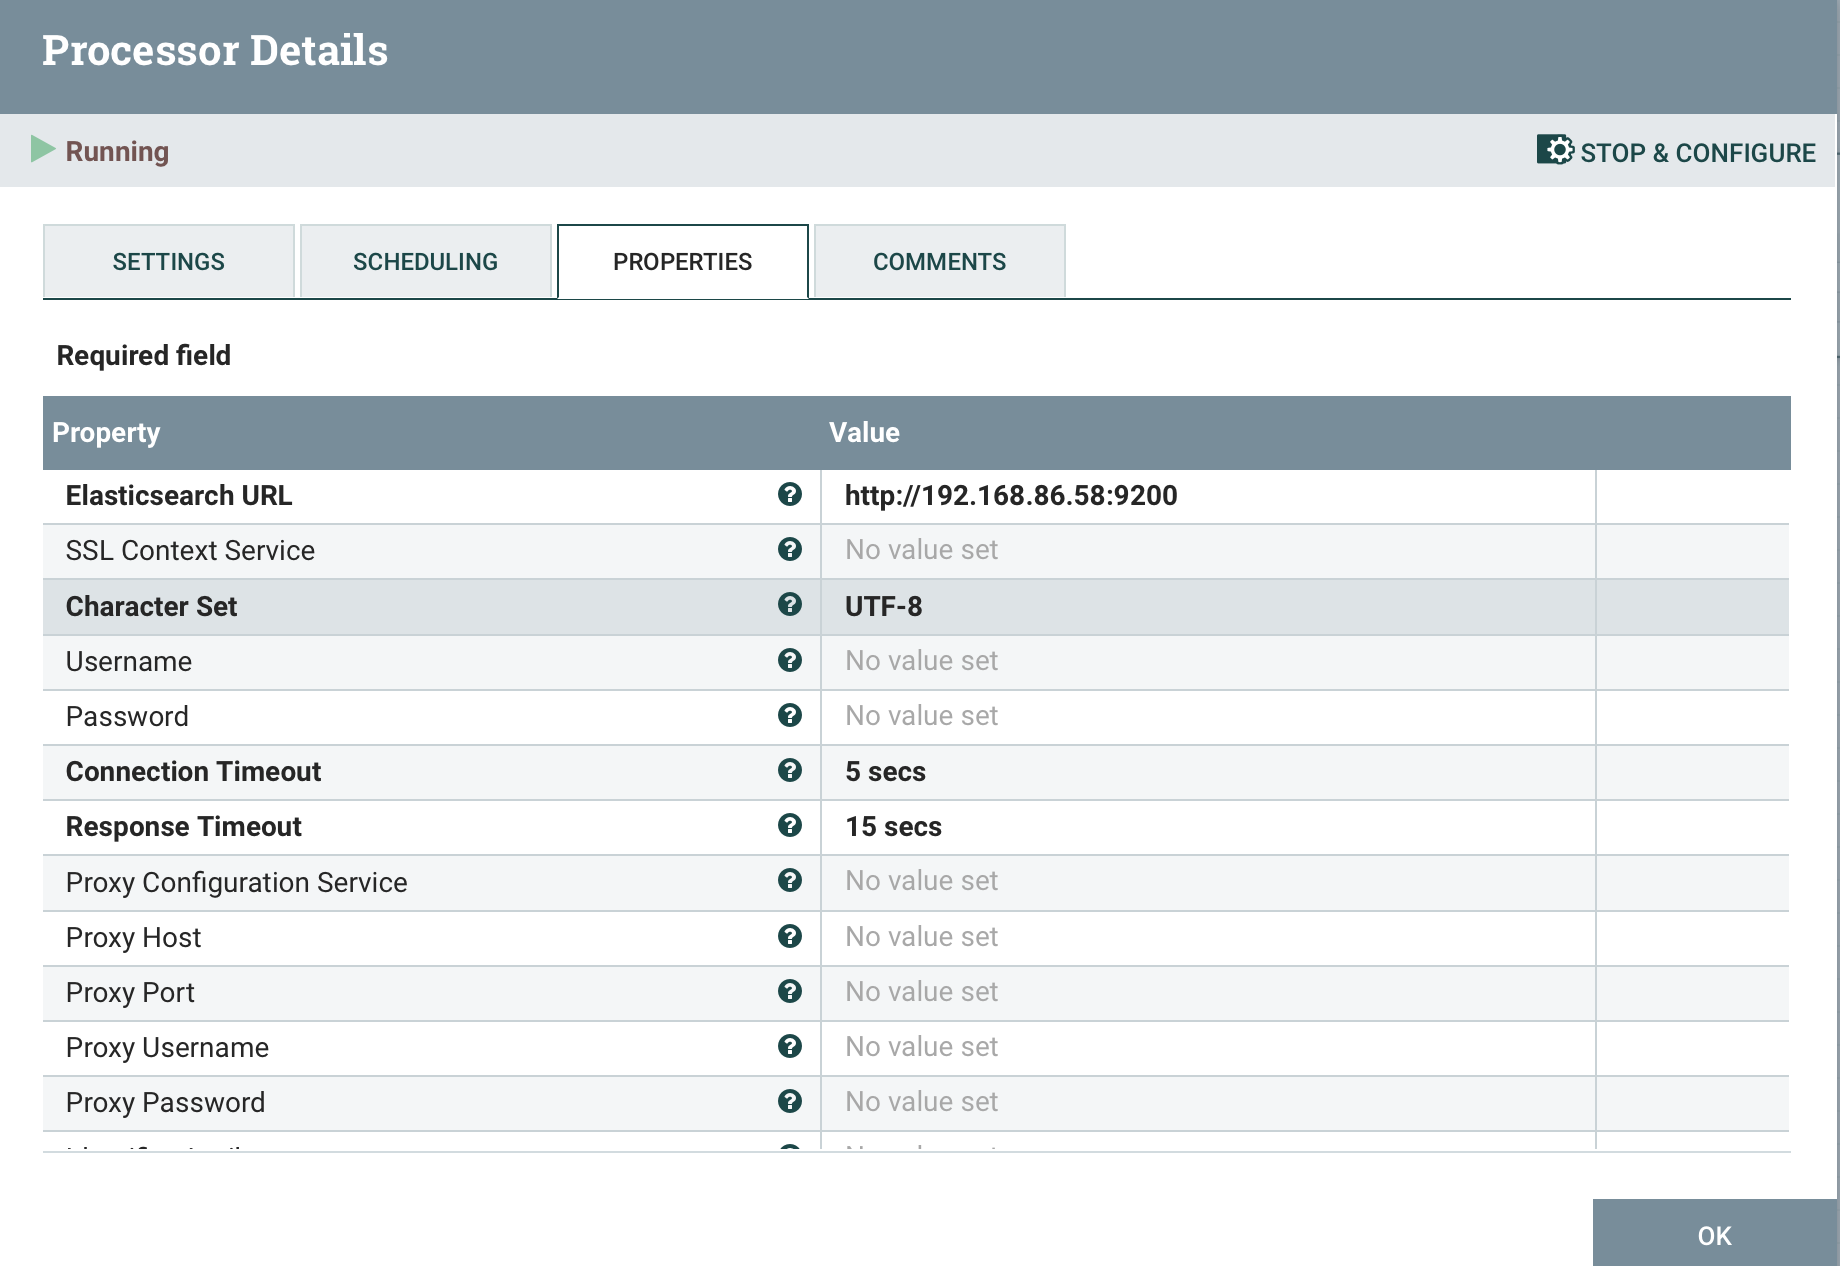 Processor Details
Running
STOP & CONFIGURE
SETTINGS SCHEDULING PROPERTIES COMMENTS
Required field
Property Value
Elasticsearch URL http://192.168.86.58:9200
SSL Context Service No value set
Character Set UTF-8
Username No value set
Password No value set
Connection Timeout 5 secs
Response Timeout 15 secs
Proxy Configuration Service No value set
Proxy Host No value set
Proxy Port No value set
Proxy Username No value set
Proxy Password No value set
OK